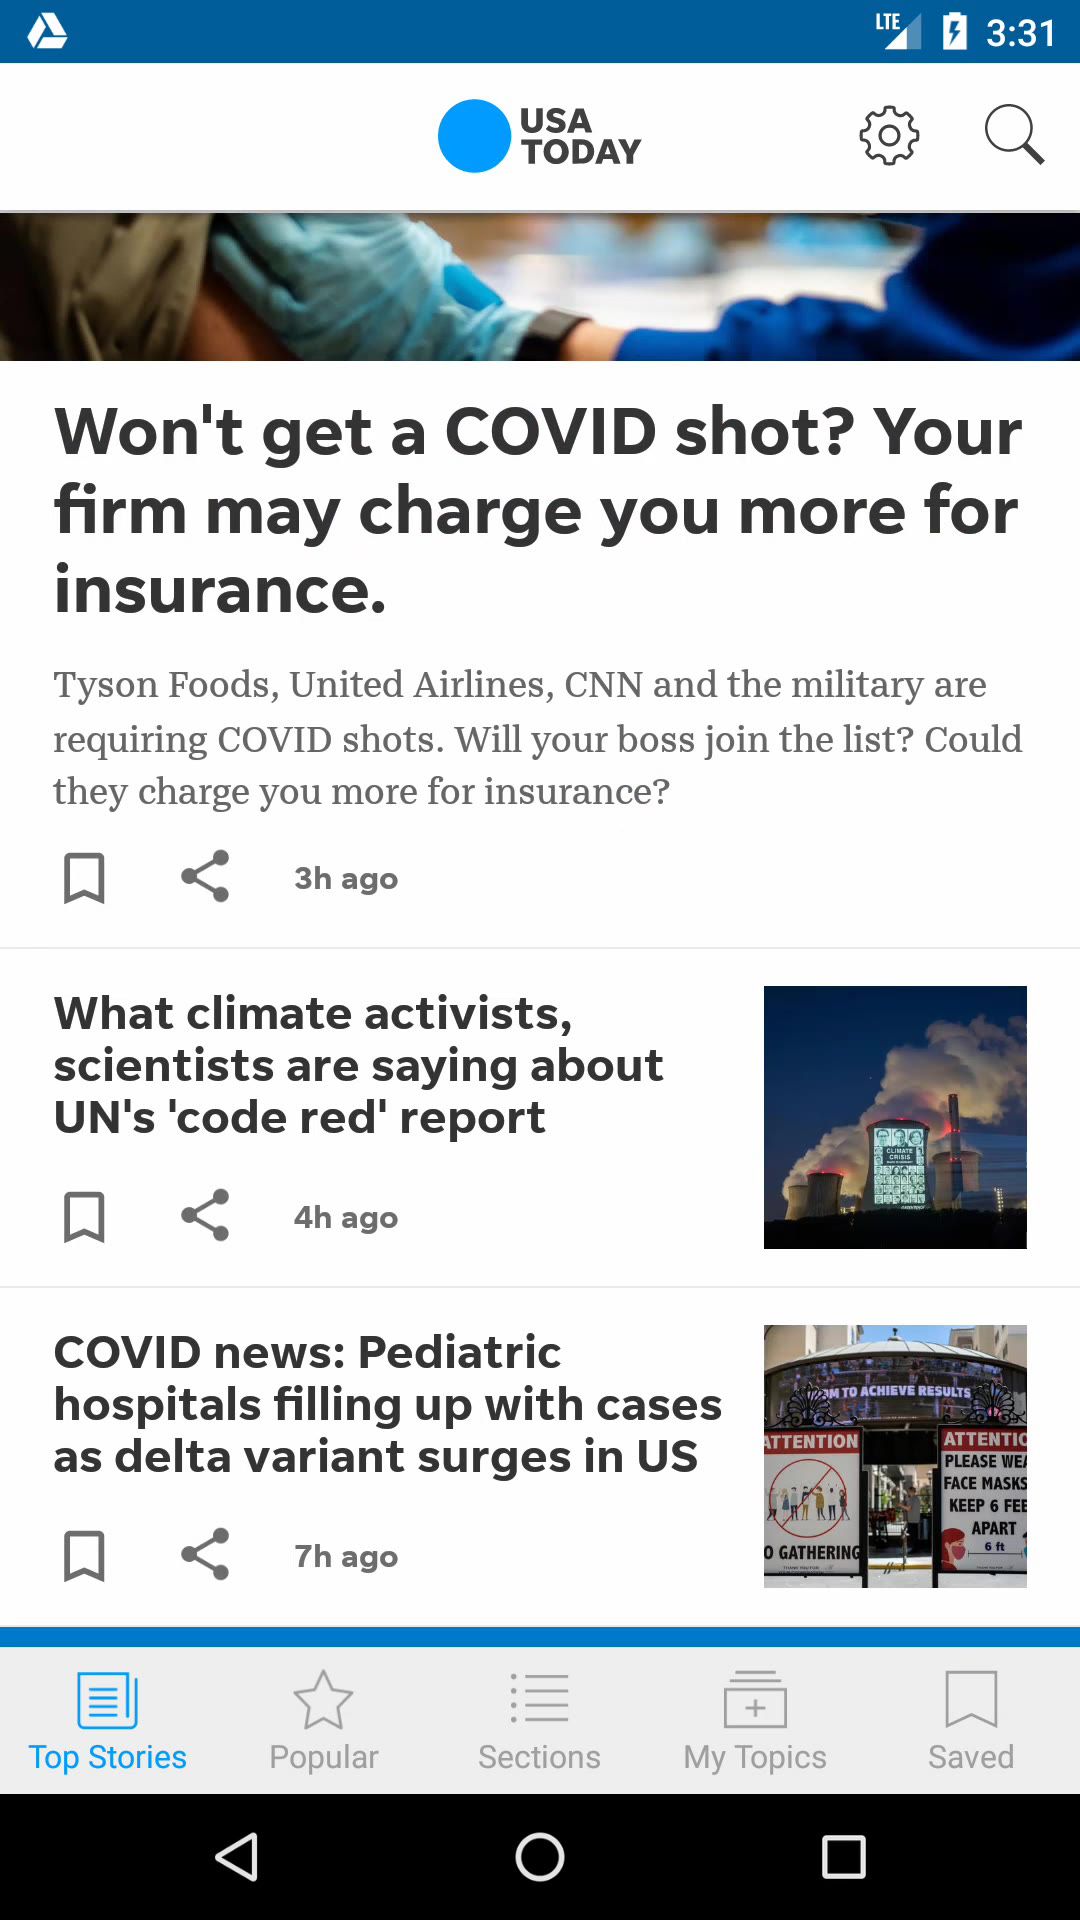 LTE 3:31
USA
TODAY
Won't get a COVID shot? Your
firm may charge you more for
insurance.
Tyson Foods, United Airlines, CNN and the military are
requiring COVID shots. Will your boss join the list? Could
they charge you more for insurance?
3h ago
What climate activists,
scientists are saying about
UN's 'code red' report
CLIMATE
CRISIS
4h ago
COVID news: Pediatric
hospitals filling up with cases
as delta variant surges in US
7h ago
OM TO ACHIEVE RESULTS
ATTENTION
O GATHERING
ATTENTIO
PLEASE WEA
FACE MASKS
KEEP 6 FEE
APART
6 ft
Top Stories
Popular
Sections
My Topics
Saved